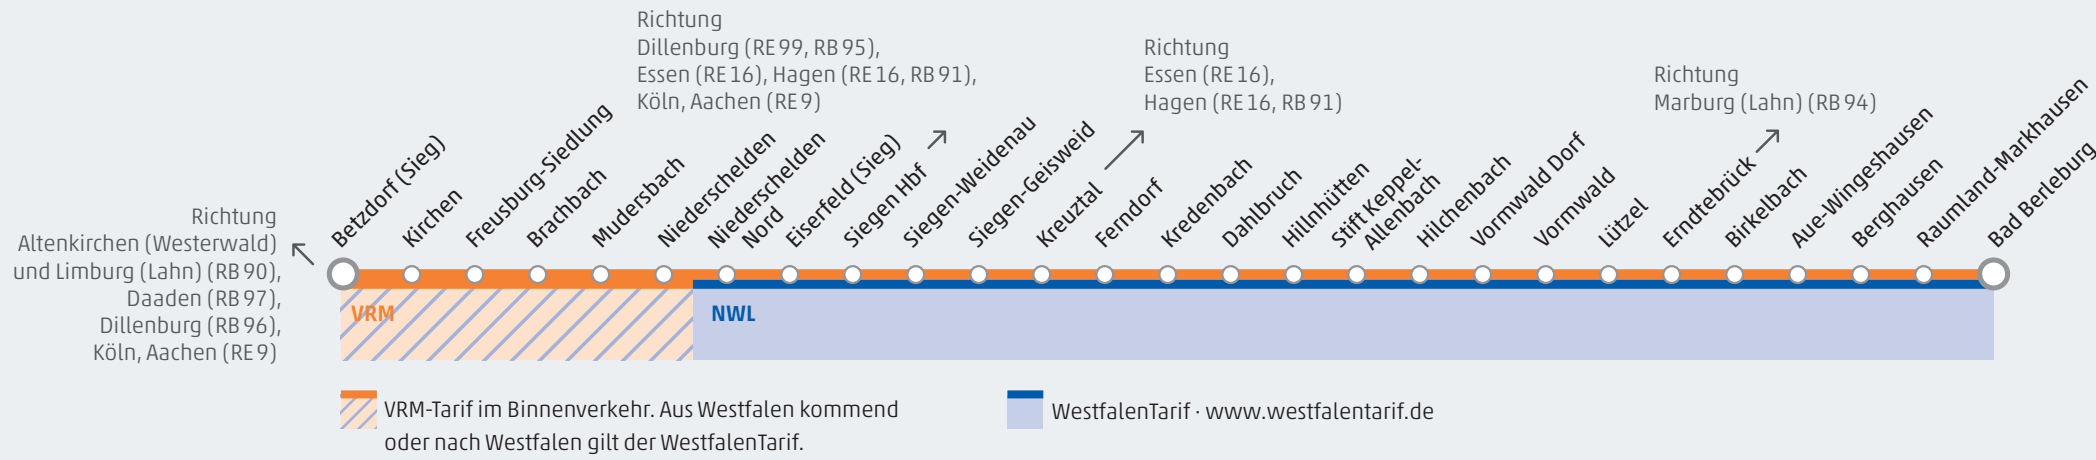 Richtung
Dillenburg (RE 99, RB 95),
Essen (RE 16), Hagen (RE 16, RB 91),
Köln, Aachen (RE 9)
Richtung
Essen (RE 16),
Hagen (RE 16, RB 91)
Richtung
Marburg (Lahn) (RB 94)
Richtung
Altenkirchen (Westerwald)
und Limburg (Lahn) (RB 90),
Daaden (RB 97),
Dillenburg (RB 96),
Köln, Aachen (RE 9)
Betzdorf (Sieg)
Kirchen
Freusburg-Siedlung
Brachbach
Mudersbach
Niederschelden
Niederschelden
Nord
Eiserfeld (Sieg)
Siegen Hbf
Siegen-Weidenau
Siegen-Geisweid
Kreuztal
Ferndorf
Kredenbach
Dahlbruch
Hillnhütten
Stift Keppel-
Allenbach
Hilchenbach
Vormwald Dorf
Vormwald
Lützel
Erndtebrück
Birkelbach
Aue-Wingeshausen
Berghausen
Raumland-Markhausen
Bad Berleburg
VRM
NWL
VRM-Tarif im Binnenverkehr. Aus Westfalen kommend
oder nach Westfalen gilt der WestfalenTarif.
WestfalenTarif · www.westfalentarif.de